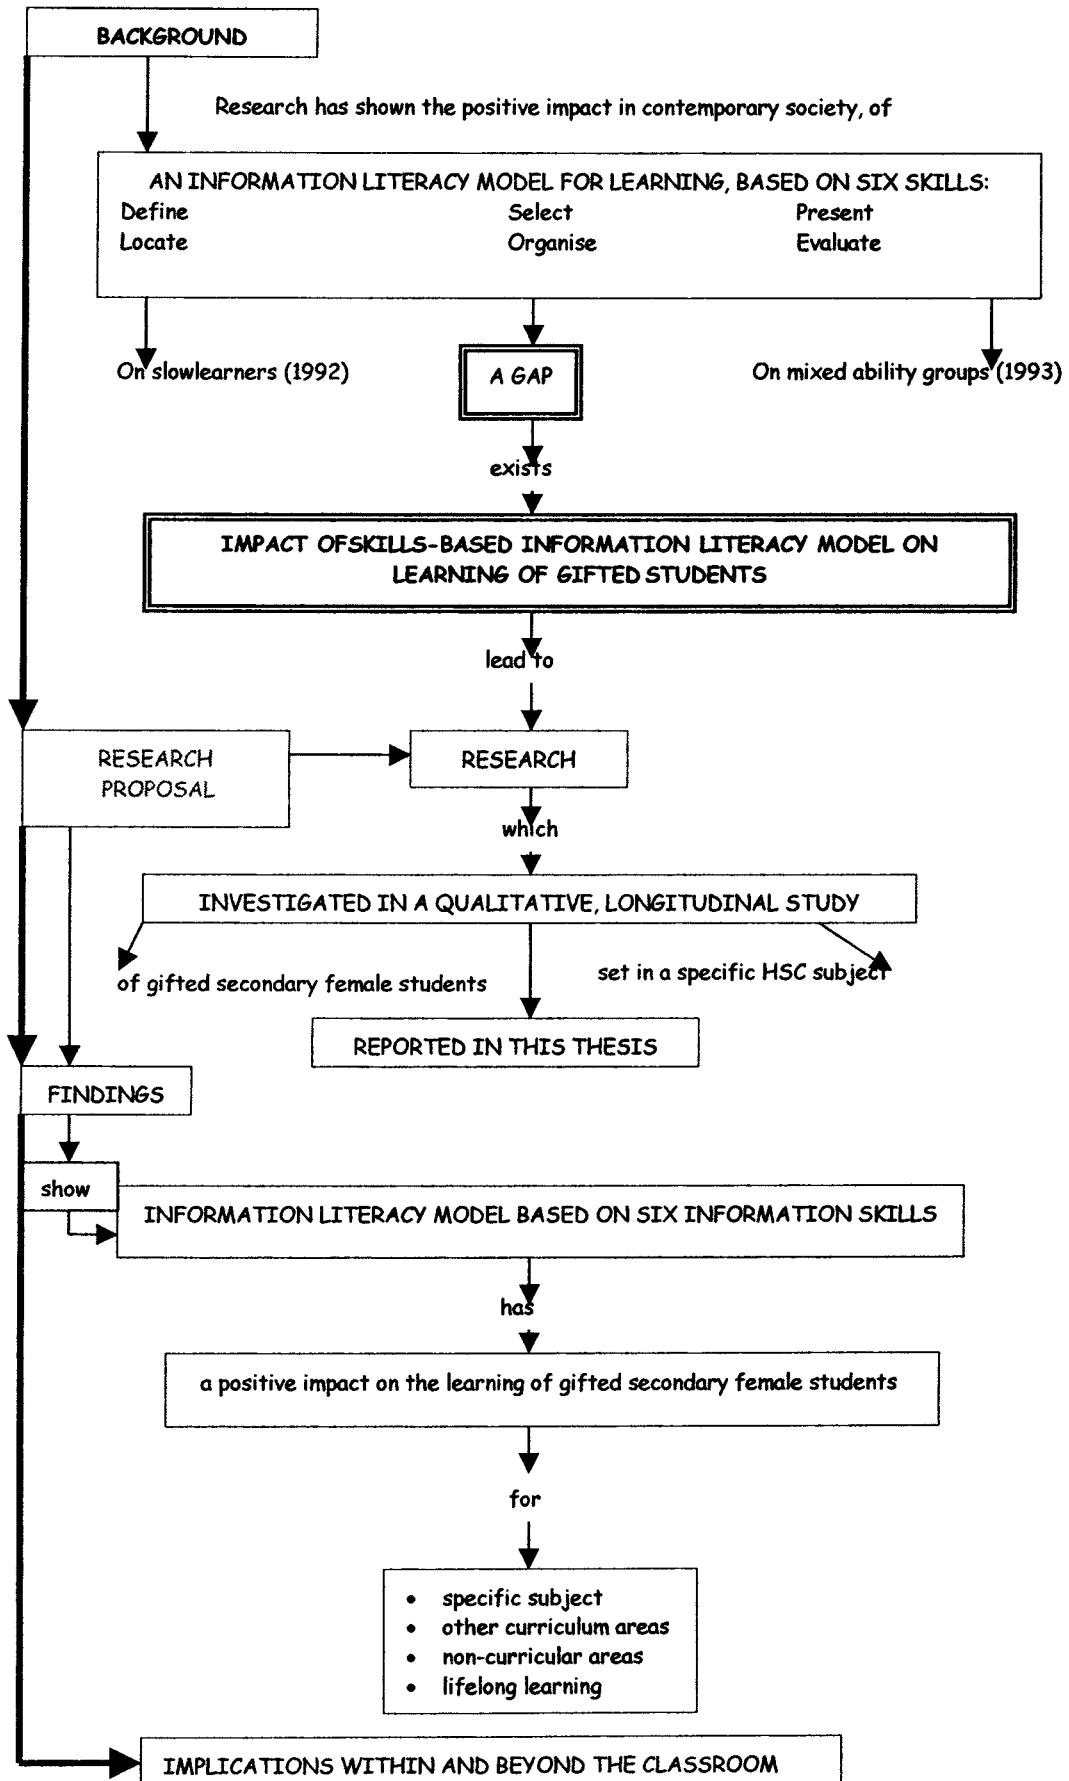 BACKGROUND
Research has shown the positive impact in contemporary society, of
AN INFORMATION LITERACY MODEL FOR LEARNING, BASED ON SIX SKILLS:
Define Select Present
Locate Organise Evaluate
On slowlearners (1992)
A GAP
On mixed ability groups (1993)
exists
IMPACT OFSKILLS-BASED INFORMATION LITERACY MODEL ON
LEARNING OF GIFTED STUDENTS
lead to
RESEARCH
PROPOSAL
RESEARCH
which
INVESTIGATED IN A QUALITATIVE, LONGITUDINAL STUDY
of gifted secondary female students
set in a specific HSC subject
REPORTED IN THIS THESIS
FINDINGS
show
INFORMATION LITERACY MODEL BASED ON SIX INFORMATION SKILLS
has
a positive impact on the learning of gifted secondary female students
for
• specific subject
• other curriculum areas
• non-curricular areas
• lifelong learning
IMPLICATIONS WITHIN AND BEYOND THE CLASSROOM